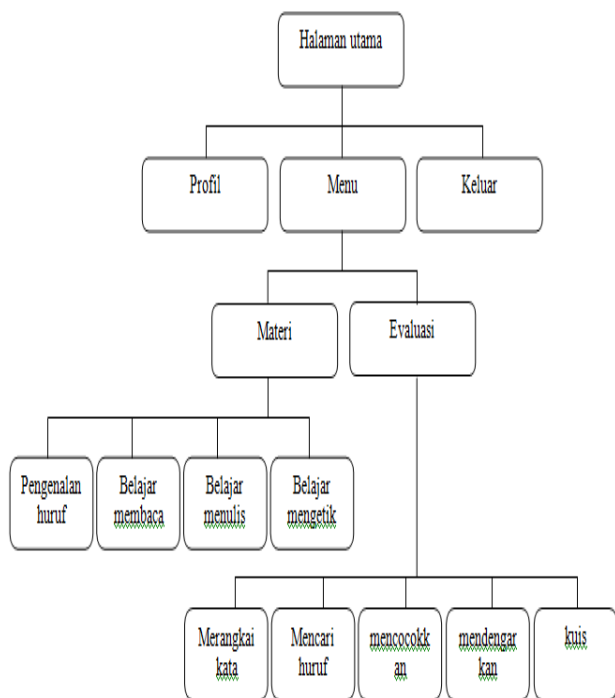 Halaman utama
Profil
Menu
Keluar
Materi
Evaluasi
Pengenalan
huruf
Belajar
membaca
Belajar
menulis
Belajar
mengetik
Merangkai
kata
Mencari
huruf
mencocokk
an
mendengar
kan
kuis